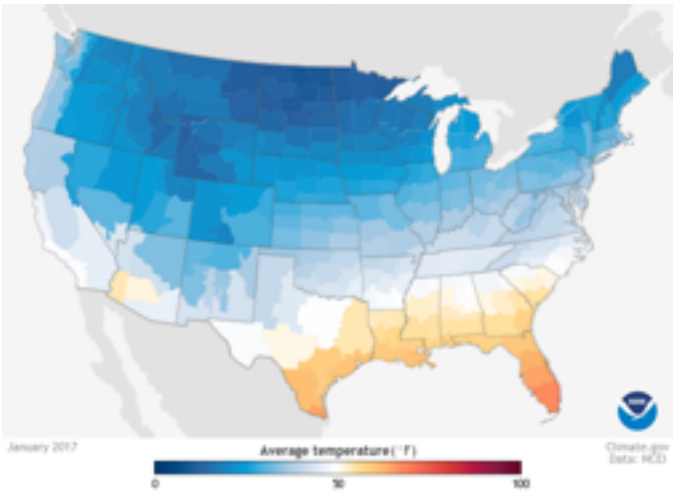 January 2017
Average temperature (°F)
0
50
100
Climate.gov
Data: NCEI